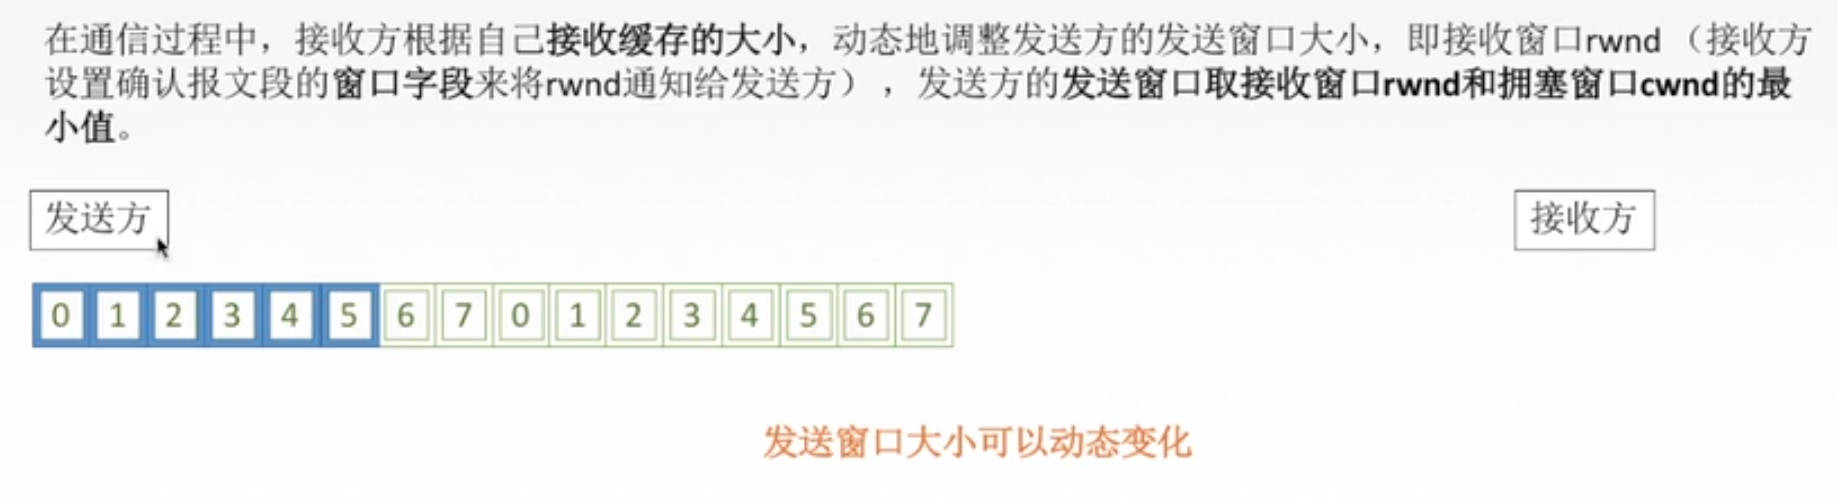 在通信过程中，接收方根据自己接收缓存的大小，动态地调整发送方的发送窗口大小，即接收窗口rwnd（接收方
设置确认报文段的窗口字段来将rwnd通知给发送方），发送方的发送窗口取接收窗口rwnd和拥塞窗口cwnd的最
小值。
发送方
接收方
0 1 2 3 4 5 6 7 0 1 2 3 4 5 6 7
发送窗口大小可以动态变化